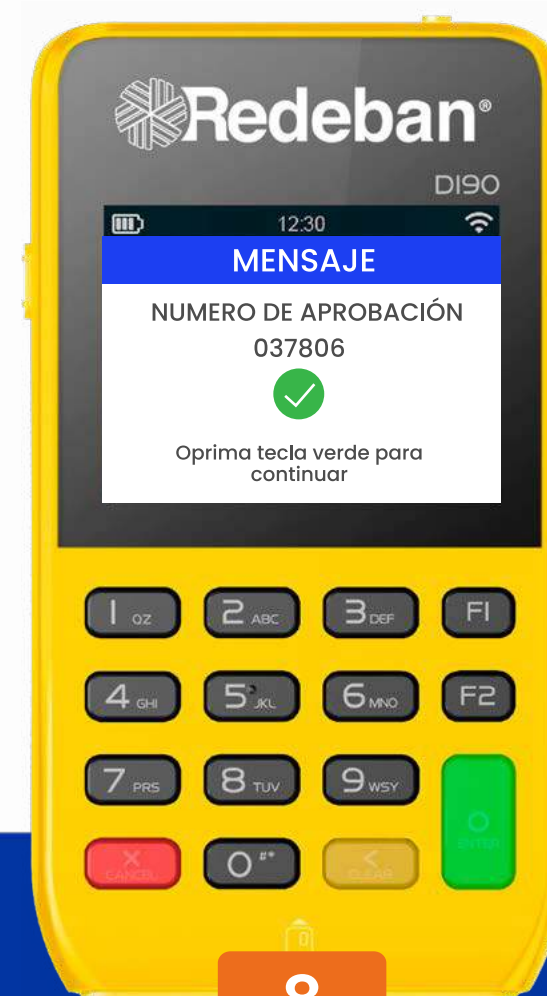 Redeban®
DI90
12:30
MENSAJE
NUMERO DE APROBACIÓN
037806
Oprima tecla verde para
continuar
1 QZ 2 ABC 3 DEF F1
4 GHI 5 JKL 6 MNO F2
7 PRS 8 TUV 9 WSY
X CANCEL 0 #* < CLEAR O ENTER